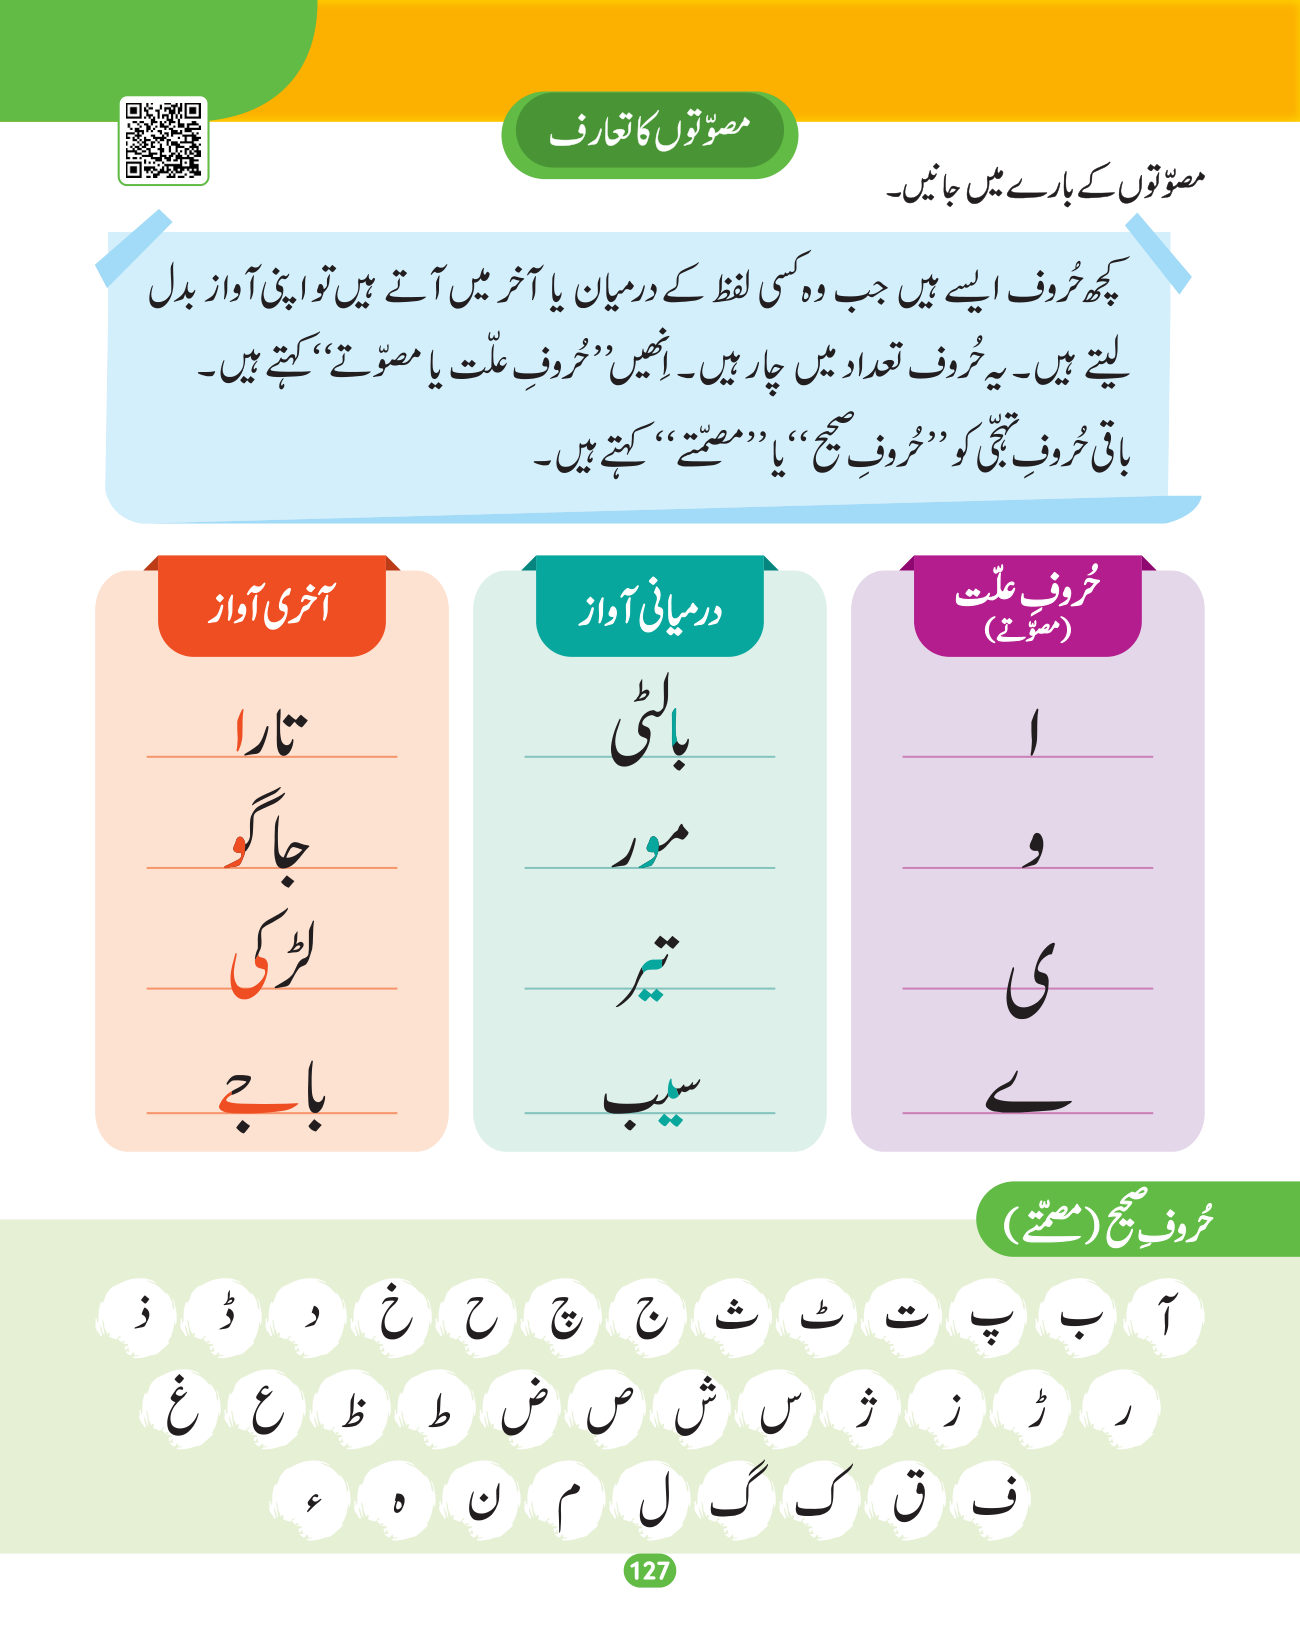 مصوّتوں کا تعارف
مصوّتوں کے بارے میں جانیں۔
کچھ حُروف ایسے ہیں جب وہ کسی لفظ کے درمیان یا آخر میں آتے ہیں تو اپنی آواز بدل
لیتے ہیں۔ یہ حُروف تعداد میں چار ہیں۔ اِنھیں ’’حُروفِ علّت یا مصوّتے‘‘ کہتے ہیں۔
باقی حُروفِ تہجّی کو ’’حُروفِ صحیح‘‘ یا ’’مصمّتے‘‘ کہتے ہیں۔
حُروفِ علّت
(مصوّتے)
ا
و
ی
ے
درمیانی آواز
بالٹی
مور
تیر
سیب
آخری آواز
تارا
جاگو
لڑکی
باجے
حُروفِ صحیح (مصمّتے)
آ ب پ ت ٹ ث ج چ ح خ د ڈ ذ
ر ڑ ز ژ س ش ص ض ط ظ ع غ
ف ق ک گ ل م ن ہ ء
127